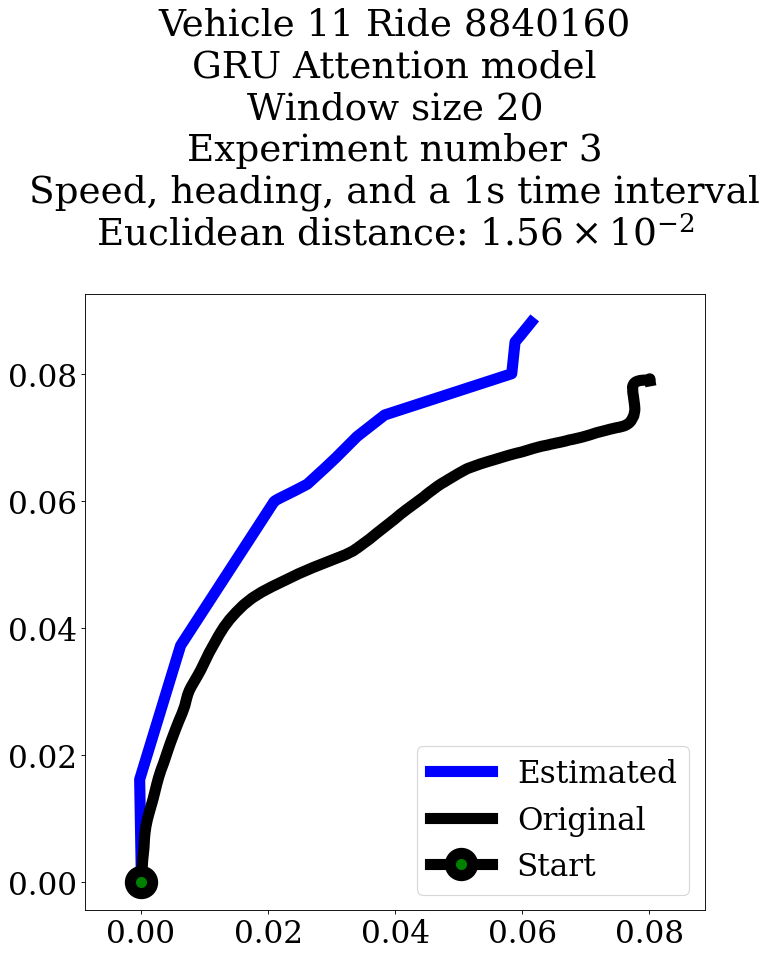 Vehicle 11 Ride 8840160
GRU Attention model
Window size 20
Experiment number 3
Speed, heading, and a 1s time interval
Euclidean distance: 1.56 × 10⁻²
0.08
0.06
0.04
0.02
0.00
Estimated
Original
Start
0.00 0.02 0.04 0.06 0.08